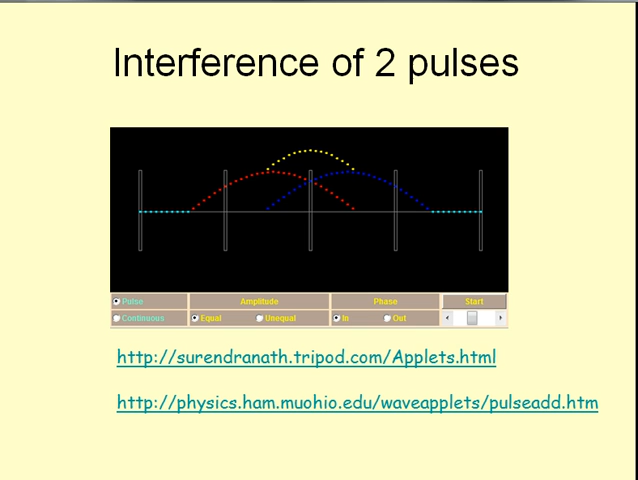 Interference of 2 pulses
Pulse Amplitude Phase Start
Continuous Equal Unequal In Out
http://surendranath.tripod.com/Applets.html
http://physics.ham.muohio.edu/waveapplets/pulseadd.htm